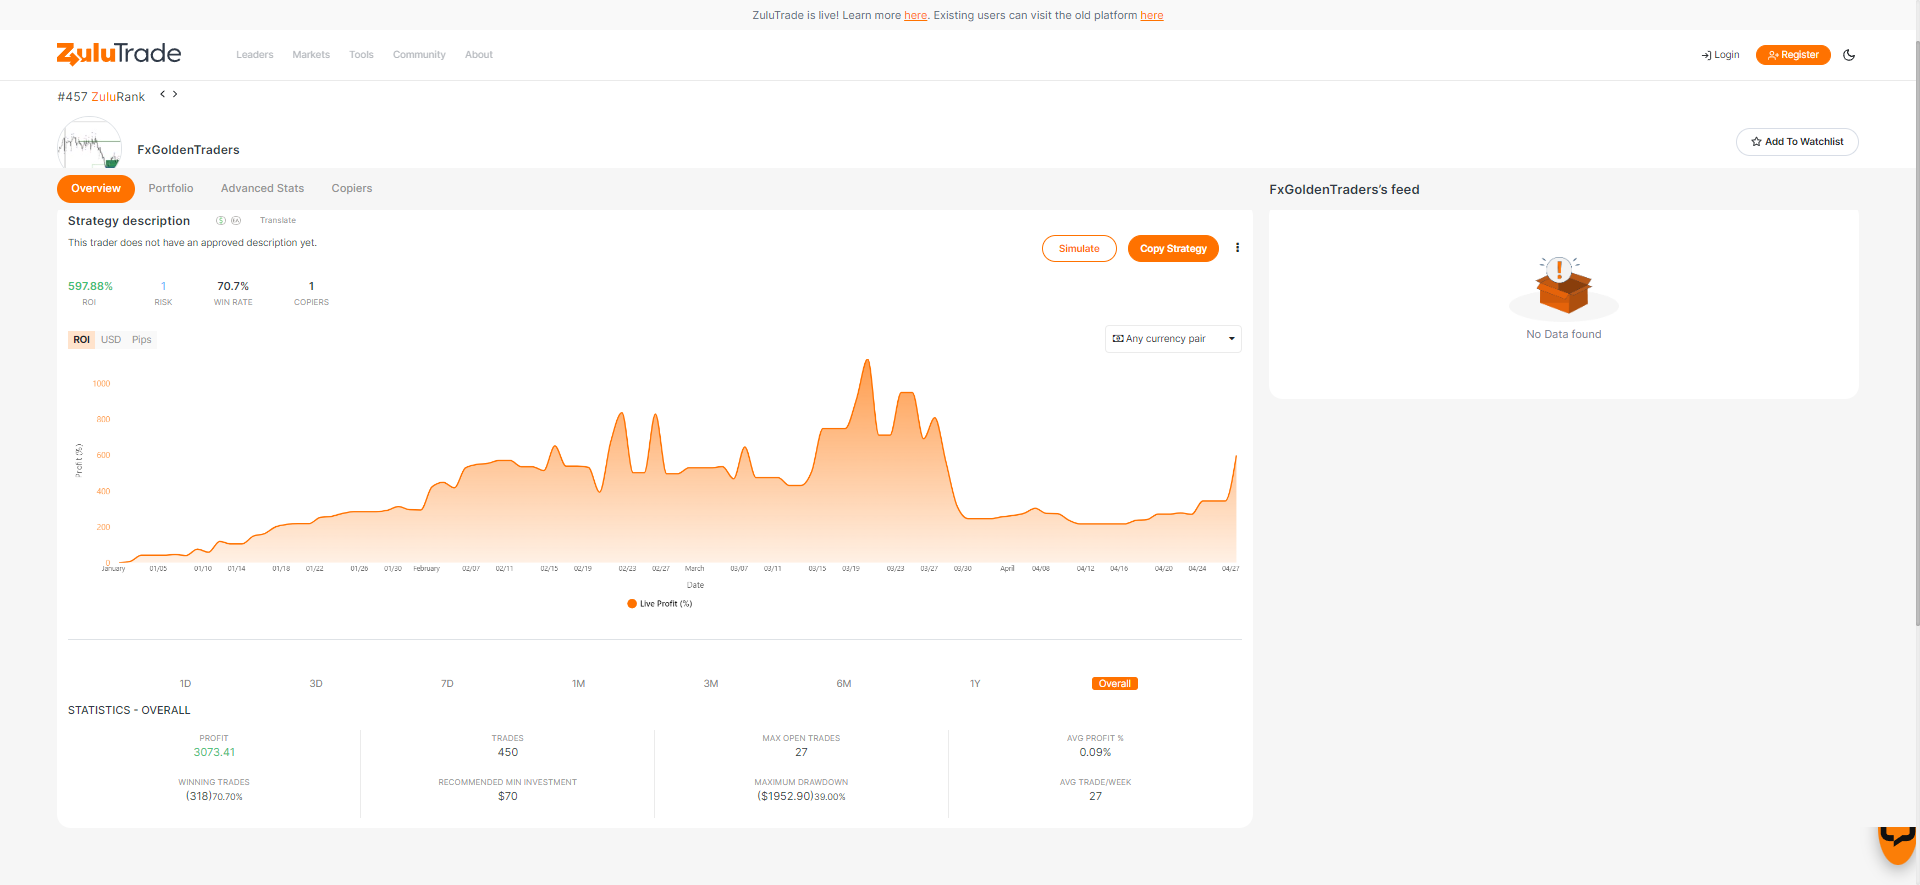 ZuluTrade is live! Learn more here. Existing users can visit the old platform here
ZuluTrade
Leaders Markets Tools Community About
Login Register
#457 ZuluRank
FxGoldenTraders
Add To Watchlist
Overview Portfolio Advanced Stats Copiers
FxGoldenTraders's feed
Strategy description Translate
This trader does not have an approved description yet.
Simulate Copy Strategy
597.88% 1 70.7% 1
ROI RISK WIN RATE COPIERS
No Data found
ROI USD Pips
Any currency pair
1000
800
600
400
200
0
Profit (%)
January 01/05 01/10 01/14 01/18 01/22 01/26 01/30 February 02/07 02/11 02/15 02/19 02/23 02/27 March 03/07 03/11 03/15 03/19 03/23 03/27 03/30 April 04/08 04/12 04/16 04/20 04/24 04/27
Date
Live Profit (%)
1D 3D 7D 1M 3M 6M 1Y Overall
STATISTICS - OVERALL
PROFIT TRADES MAX OPEN TRADES AVG PROFIT %
3073.41 450 27 0.09%
WINNING TRADES RECOMMENDED MIN INVESTMENT MAXIMUM DRAWDOWN AVG TRADE/WEEK
(318)70.70% $70 ($1952.90)39.00% 27